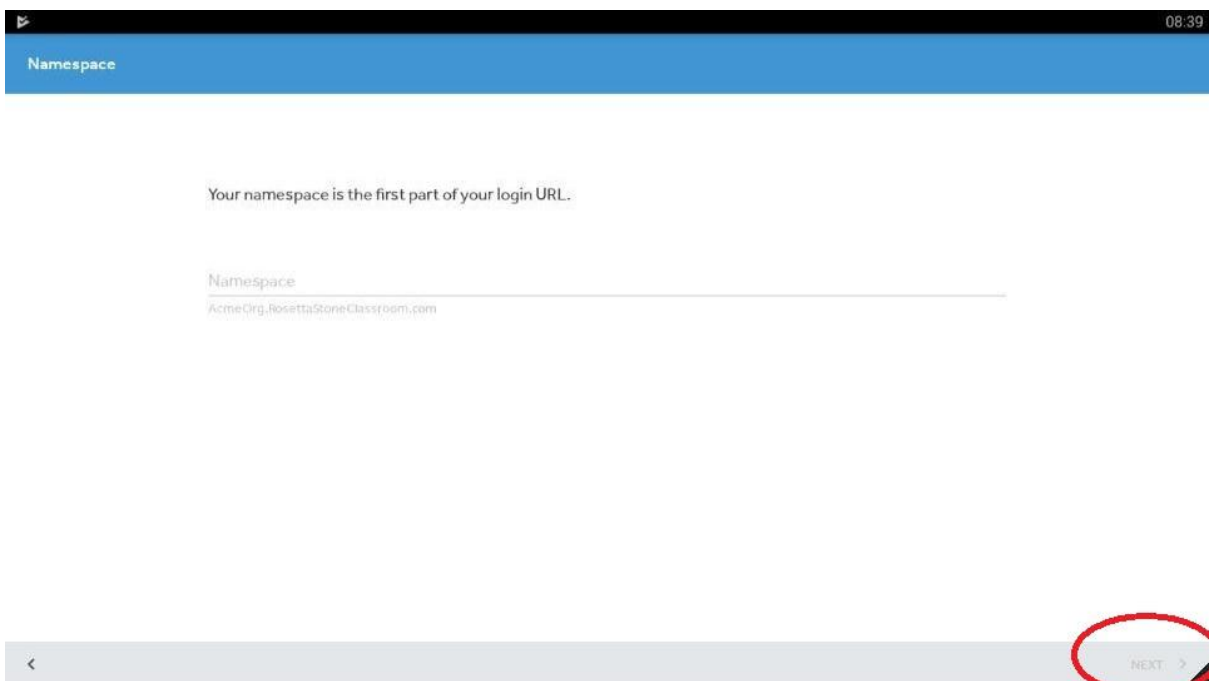 08:39
Namespace
Your namespace is the first part of your login URL.
Namespace
AcmeOrg.RosettaStoneClassroom.com
NEXT